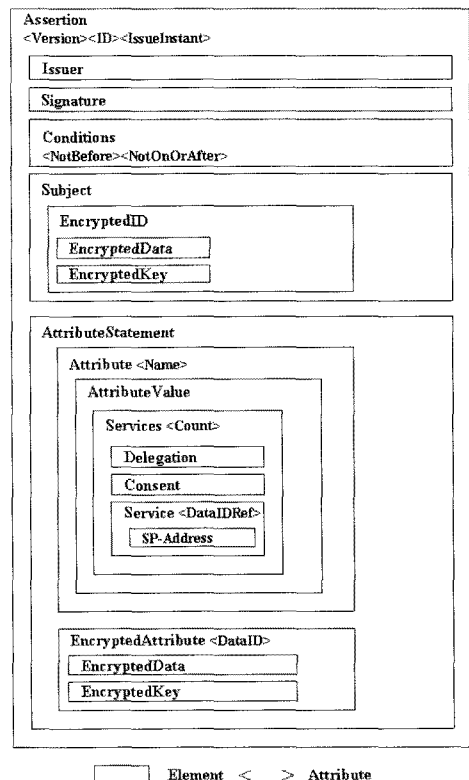 Assertion
<Version><ID><IssueInstant>
Issuer
Signature
Conditions
<NotBefore><NotOnOrAfter>
Subject
EncryptedID
EncryptedData
EncryptedKey
AttributeStatement
Attribute <Name>
AttributeValue
Services <Count>
Delegation
Consent
Service <DataIDRef>
SP-Address
EncryptedAttribute <DataID>
EncryptedData
EncryptedKey
Element < > Attribute